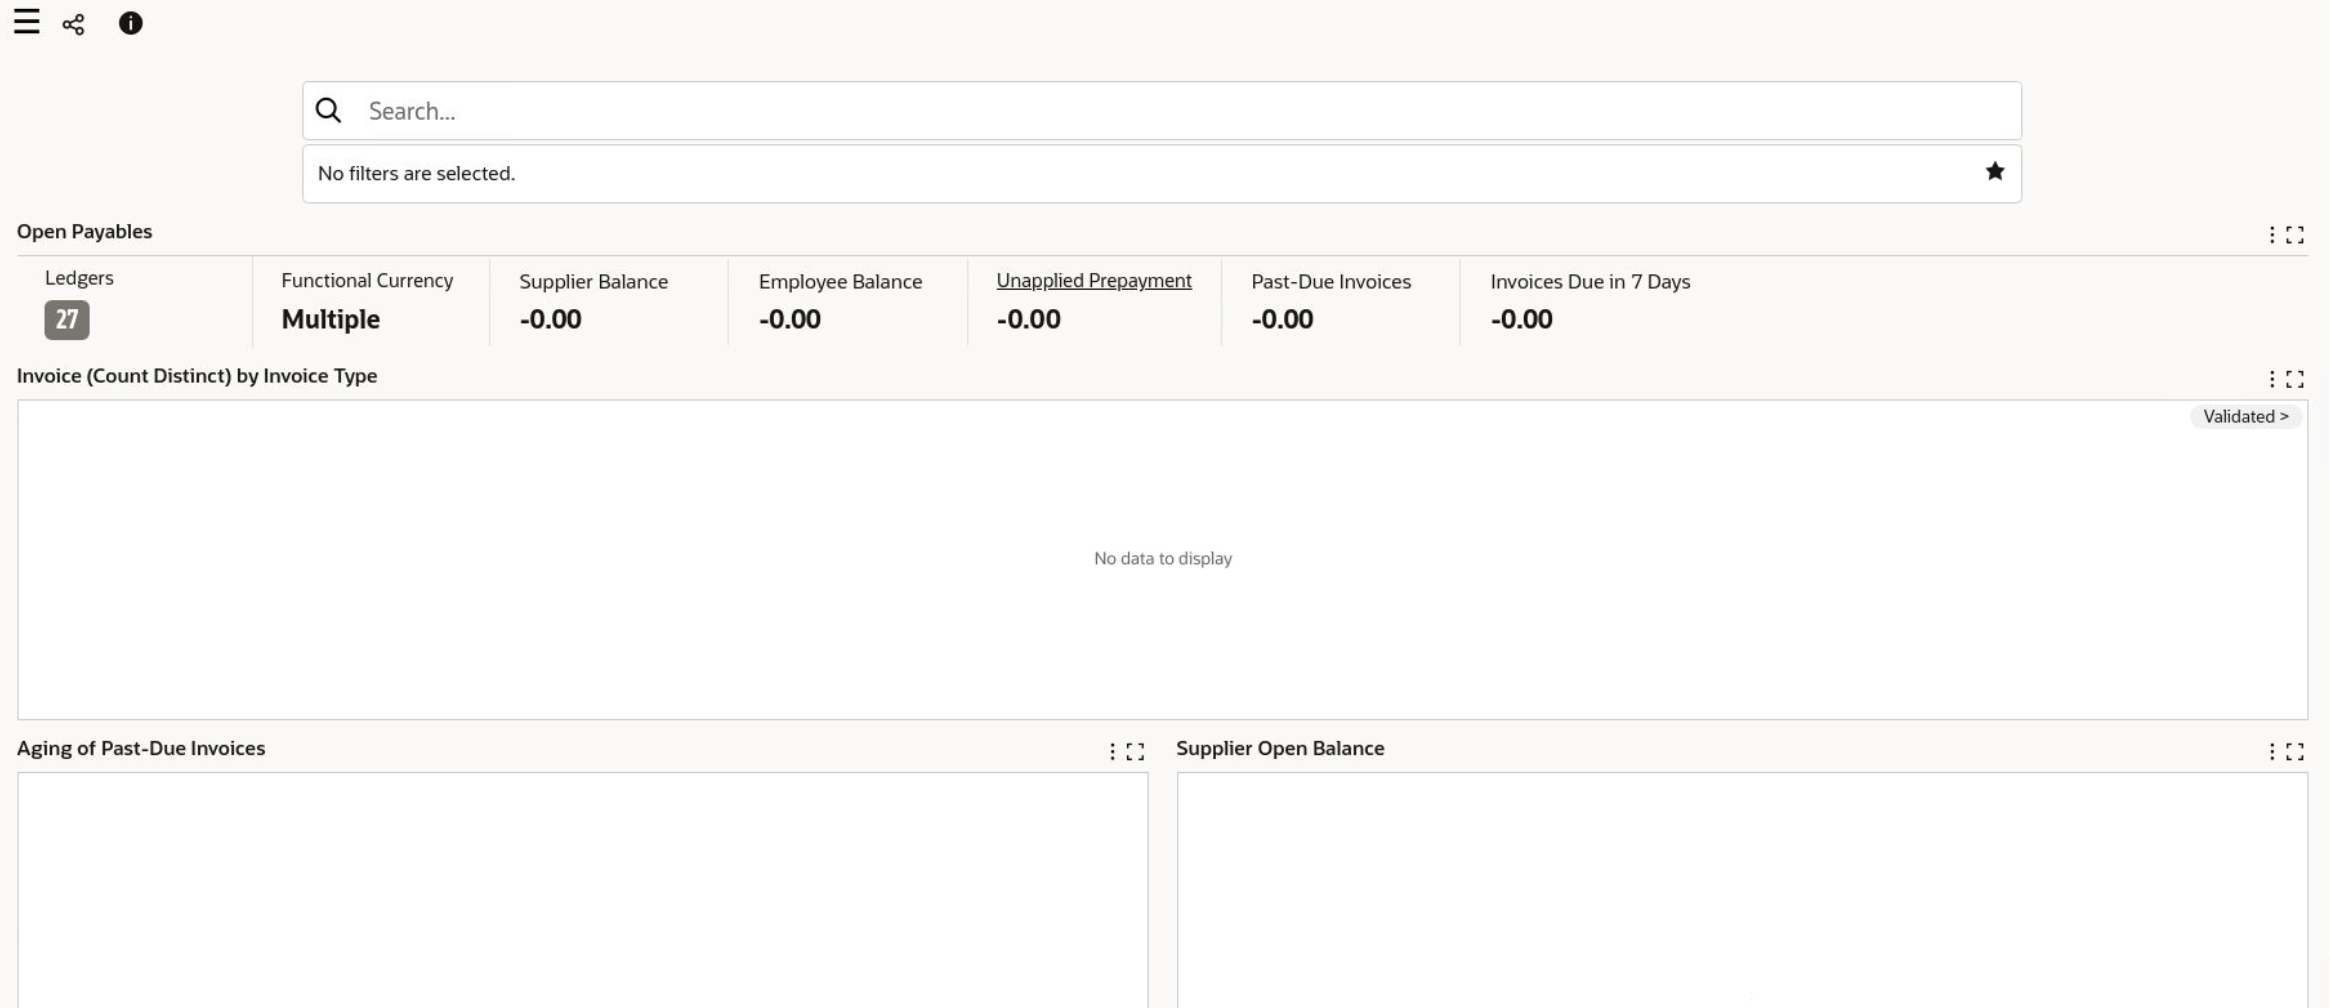 Search...
No filters are selected.
Open Payables
Ledgers
27
Functional Currency
Multiple
Supplier Balance
-0.00
Employee Balance
-0.00
Unapplied Prepayment
-0.00
Past-Due Invoices
-0.00
Invoices Due in 7 Days
-0.00
Invoice (Count Distinct) by Invoice Type
Validated >
No data to display
Aging of Past-Due Invoices
Supplier Open Balance